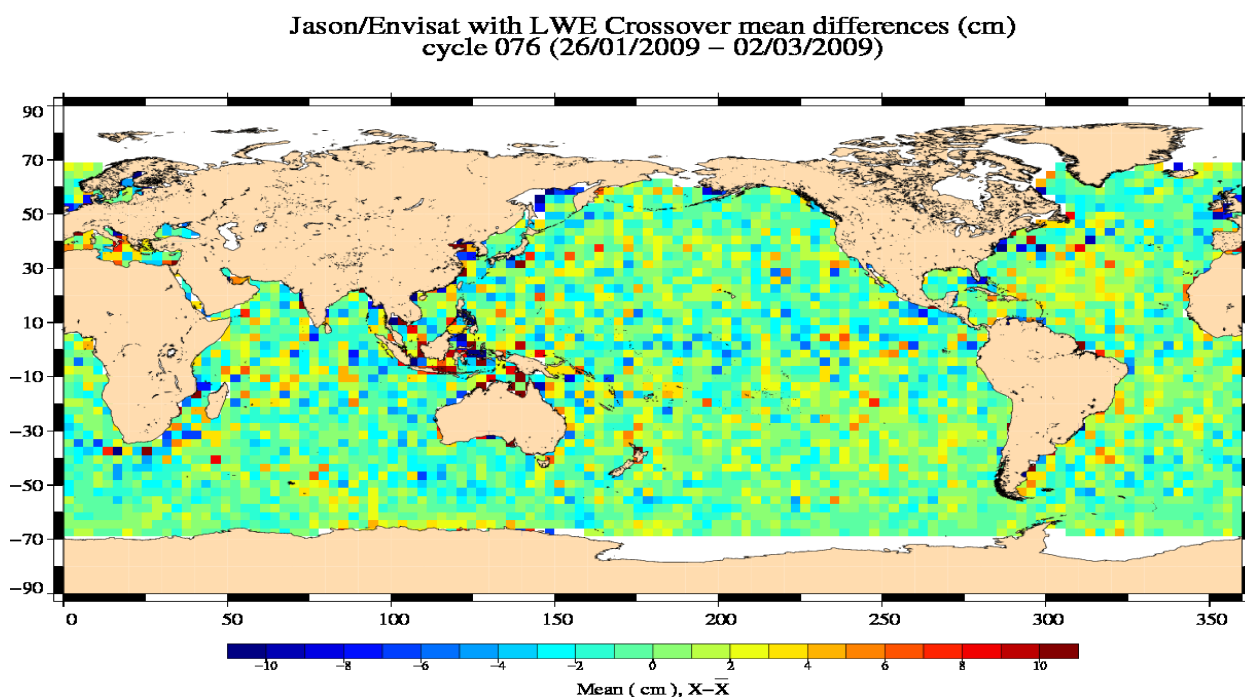 Jason/Envisat with LWE Crossover mean differences (cm)
cycle 076 (26/01/2009 − 02/03/2009)
90
70
50
30
10
−10
−30
−50
−70
−90
0 50 100 150 200 250 300
−10 −8 −6 −4 −2 0 2 4 6 8 10
Mean ( cm ), X−X̅